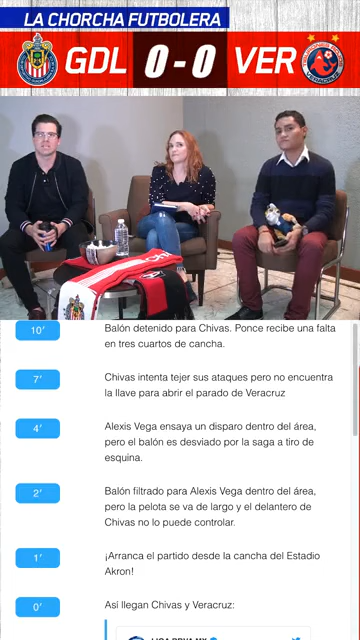 LA CHORCHA FUTBOLERA
GDL 0-0 VER
10'
Balón detenido para Chivas. Ponce recibe una falta
en tres cuartos de cancha.
7'
Chivas intenta tejer sus ataques pero no encuentra
la llave para abrir el parado de Veracruz
4'
Alexis Vega ensaya un disparo dentro del área,
pero el balón es desviado por la saga a tiro de
esquina.
2'
Balón filtrado para Alexis Vega dentro del área,
pero la pelota se va de largo y el delantero de
Chivas no lo puede controlar.
1'
¡Arranca el partido desde la cancha del Estadio
Akron!
0'
Así llegan Chivas y Veracruz:
LIGA BBVA MX